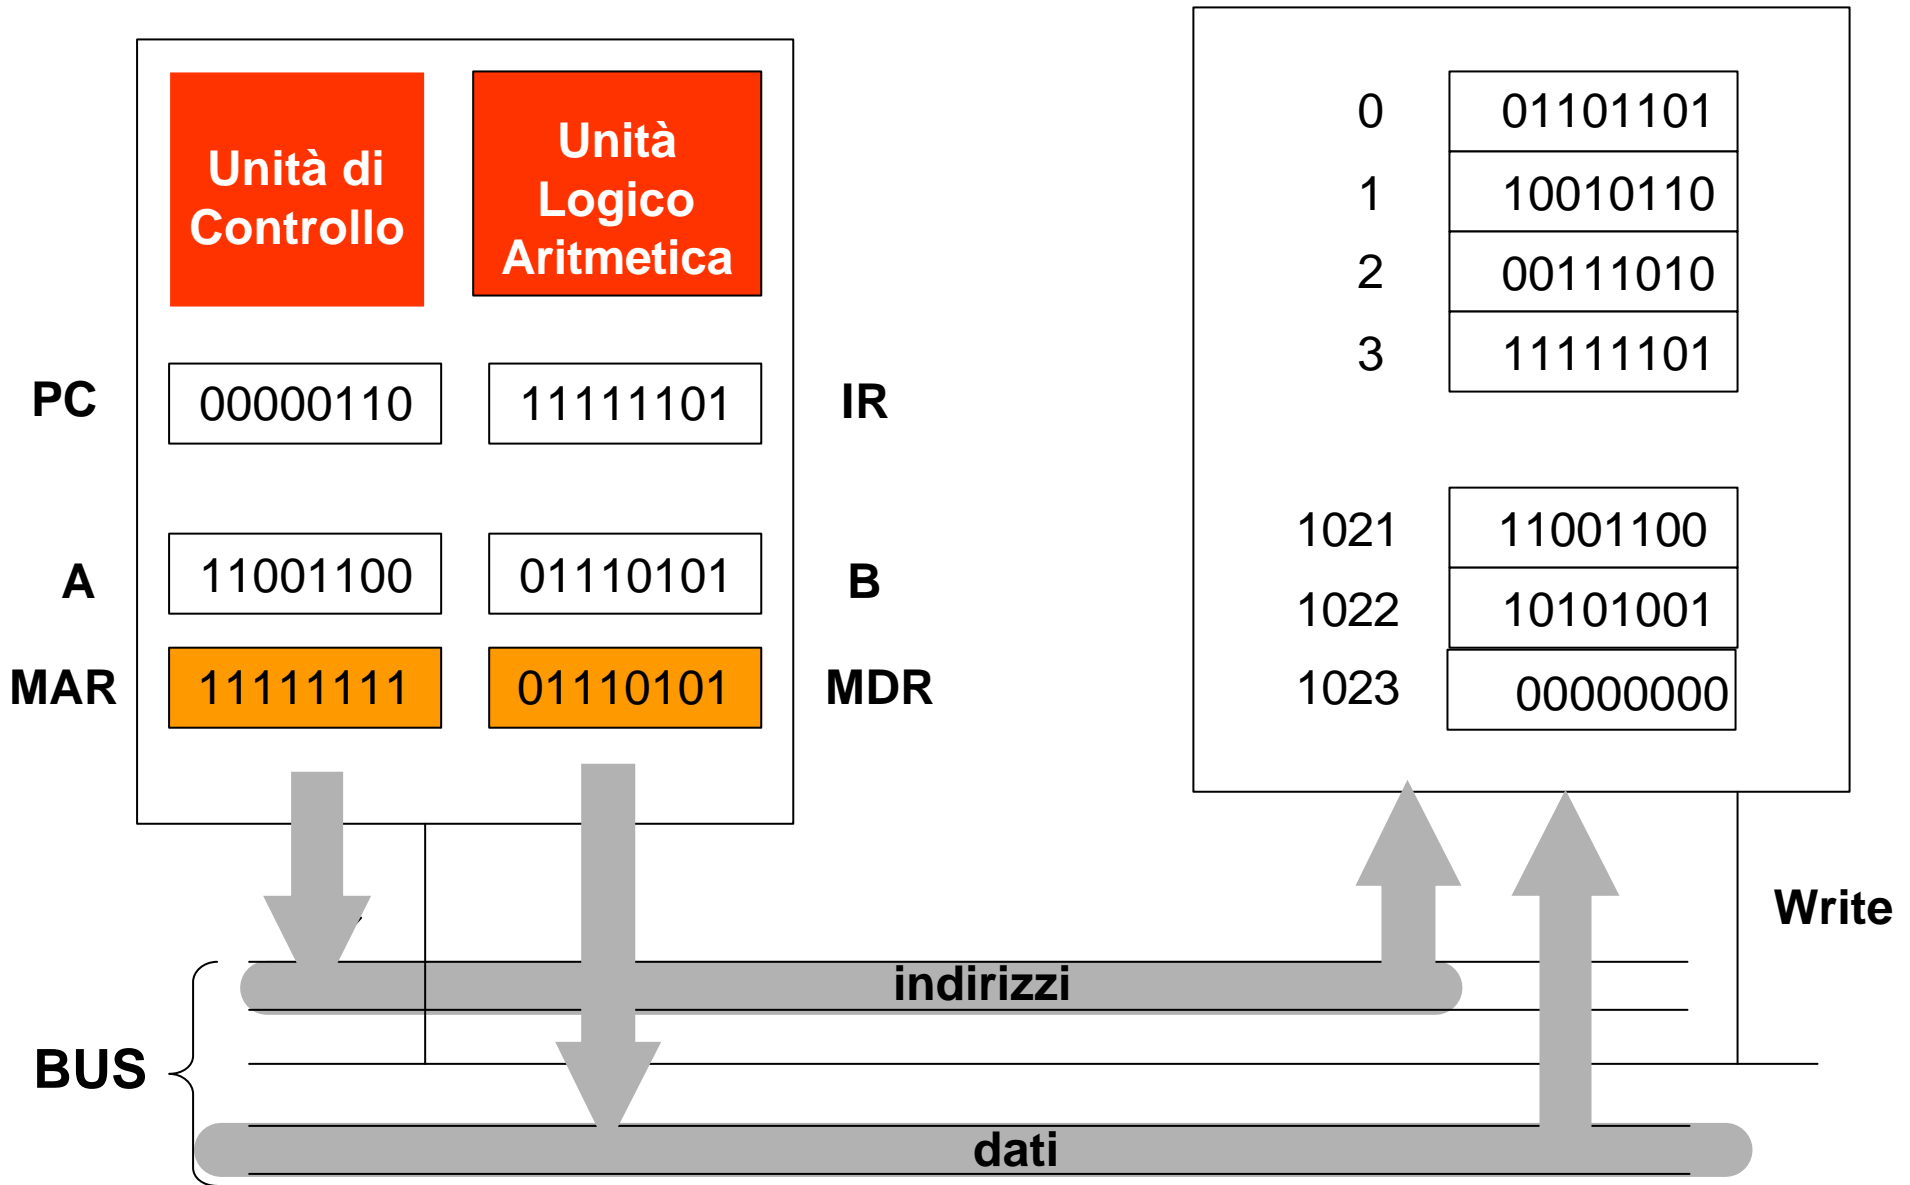 Unità di
Controllo
Unità
Logico
Aritmetica
PC
00000110
11111101
IR
A
11001100
01110101
B
MAR
11111111
01110101
MDR
0
01101101
1
10010110
2
00111010
3
11111101
1021
11001100
1022
10101001
1023
00000000
Write
BUS
indirizzi
dati